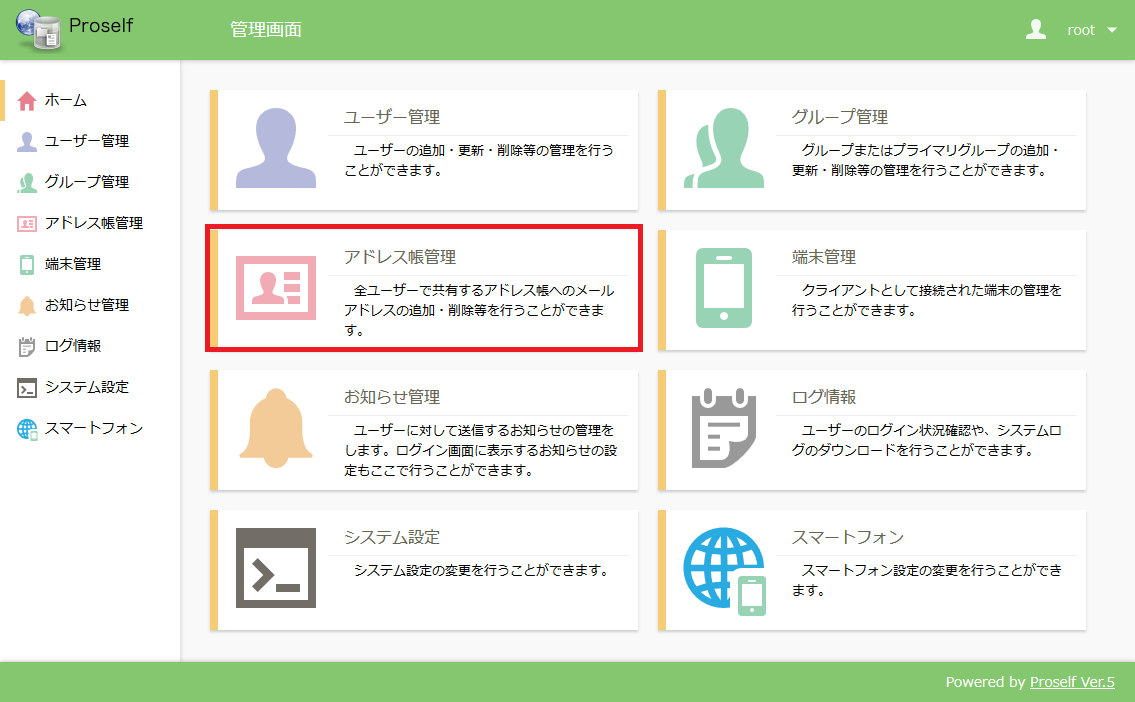 Proself
管理画面
root
ホーム
ユーザー管理
グループ管理
アドレス帳管理
端末管理
お知らせ管理
ログ情報
システム設定
スマートフォン
ユーザー管理
ユーザーの追加・更新・削除等の管理を行う
ことができます。
グループ管理
グループまたはプライマリグループの追加・
更新・削除等の管理を行うことができます。
アドレス帳管理
全ユーザーで共有するアドレス帳へのメール
アドレスの追加・削除等を行うことができま
す。
端末管理
クライアントとして接続された端末の管理を
行うことができます。
お知らせ管理
ユーザーに対して送信するお知らせの管理を
します。ログイン画面に表示するお知らせの設
定もここで行うことができます。
ログ情報
ユーザーのログイン状況確認や、システムロ
グのダウンロードを行うことができます。
システム設定
システム設定の変更を行うことができます。
スマートフォン
スマートフォン設定の変更を行うことができ
ます。
Powered by Proself Ver.5